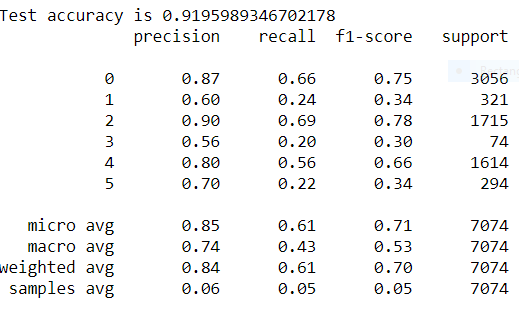 Test accuracy is 0.9195989346702178
precision recall f1-score support
0 0.87 0.66 0.75 3056
1 0.60 0.24 0.34 321
2 0.90 0.69 0.78 1715
3 0.56 0.20 0.30 74
4 0.80 0.56 0.66 1614
5 0.70 0.22 0.34 294
micro avg 0.85 0.61 0.71 7074
macro avg 0.74 0.43 0.53 7074
weighted avg 0.84 0.61 0.70 7074
samples avg 0.06 0.05 0.05 7074